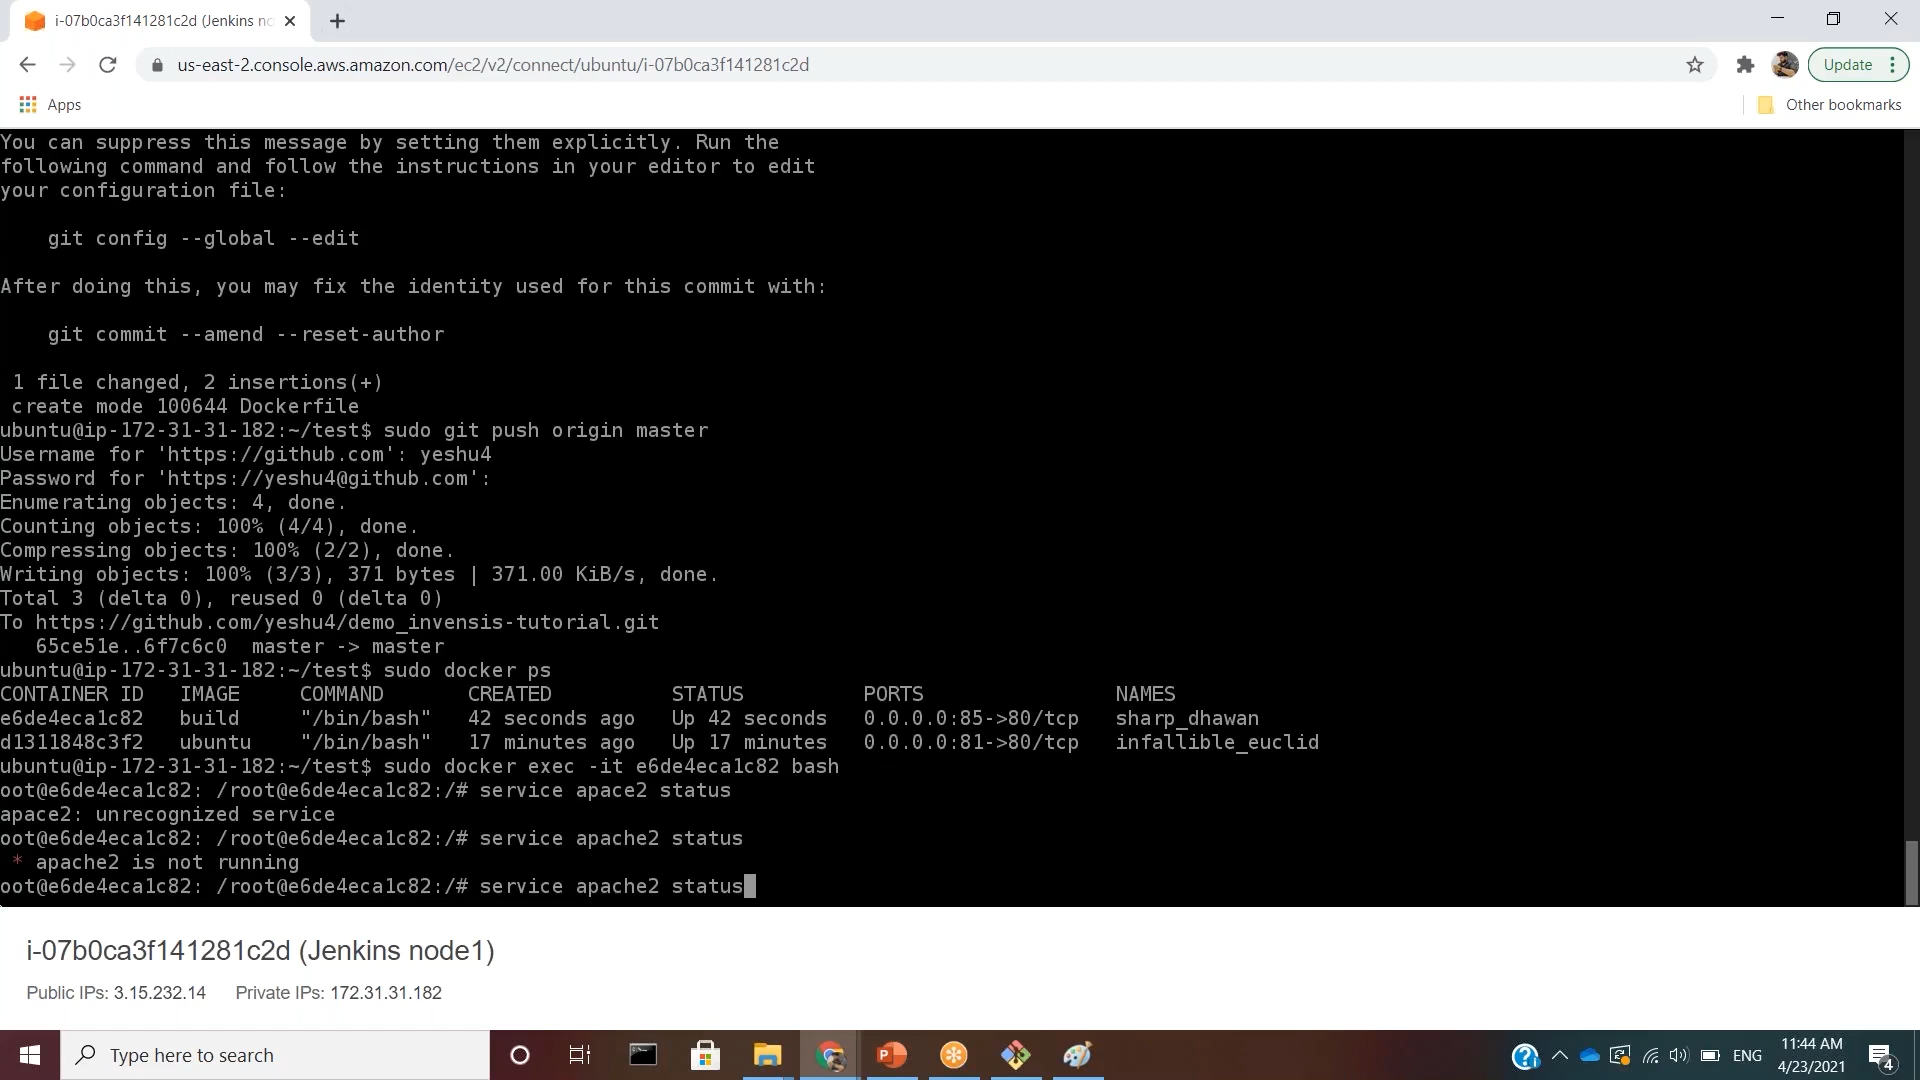 i-07b0ca3f141281c2d (Jenkins no
us-east-2.console.aws.amazon.com/ec2/v2/connect/ubuntu/i-07b0ca3f141281c2d
Update
Apps
Other bookmarks
You can suppress this message by setting them explicitly. Run the
following command and follow the instructions in your editor to edit
your configuration file:
git config --global --edit
After doing this, you may fix the identity used for this commit with:
git commit --amend --reset-author
1 file changed, 2 insertions(+)
create mode 100644 Dockerfile
ubuntu@ip-172-31-31-182:~/test$ sudo git push origin master
Username for 'https://github.com': yeshu4
Password for 'https://yeshu4@github.com':
Enumerating objects: 4, done.
Counting objects: 100% (4/4), done.
Compressing objects: 100% (2/2), done.
Writing objects: 100% (3/3), 371 bytes | 371.00 KiB/s, done.
Total 3 (delta 0), reused 0 (delta 0)
To https://github.com/yeshu4/demo_invensis-tutorial.git
65ce51e..6f7c6c0  master -> master
ubuntu@ip-172-31-31-182:~/test$ sudo docker ps
CONTAINER ID   IMAGE     COMMAND       CREATED          STATUS          PORTS                NAMES
e6de4eca1c82   build     "/bin/bash"   42 seconds ago   Up 42 seconds   0.0.0.0:85->80/tcp   sharp_dhawan
d1311848c3f2   ubuntu    "/bin/bash"   17 minutes ago   Up 17 minutes   0.0.0.0:81->80/tcp   infallible_euclid
ubuntu@ip-172-31-31-182:~/test$ sudo docker exec -it e6de4eca1c82 bash
oot@e6de4eca1c82: /root@e6de4eca1c82:/# service apace2 status
apace2: unrecognized service
oot@e6de4eca1c82: /root@e6de4eca1c82:/# service apache2 status
* apache2 is not running
oot@e6de4eca1c82: /root@e6de4eca1c82:/# service apache2 status
i-07b0ca3f141281c2d (Jenkins node1)
Public IPs: 3.15.232.14 Private IPs: 172.31.31.182
Type here to search
ENG
11:44 AM
4/23/2021
4